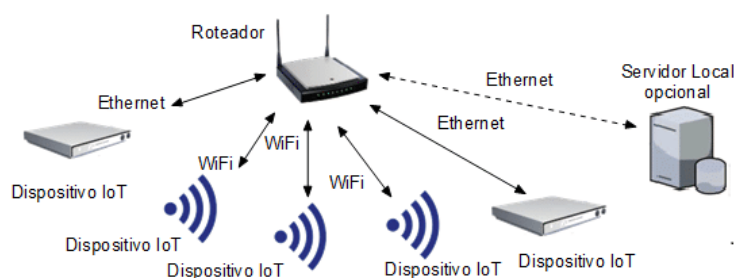 Roteador
Servidor Local
opcional
Ethernet
Ethernet
Ethernet
WiFi
WiFi
WiFi
Dispositivo IoT
Dispositivo IoT
Dispositivo IoT
Dispositivo IoT
Dispositivo IoT
.